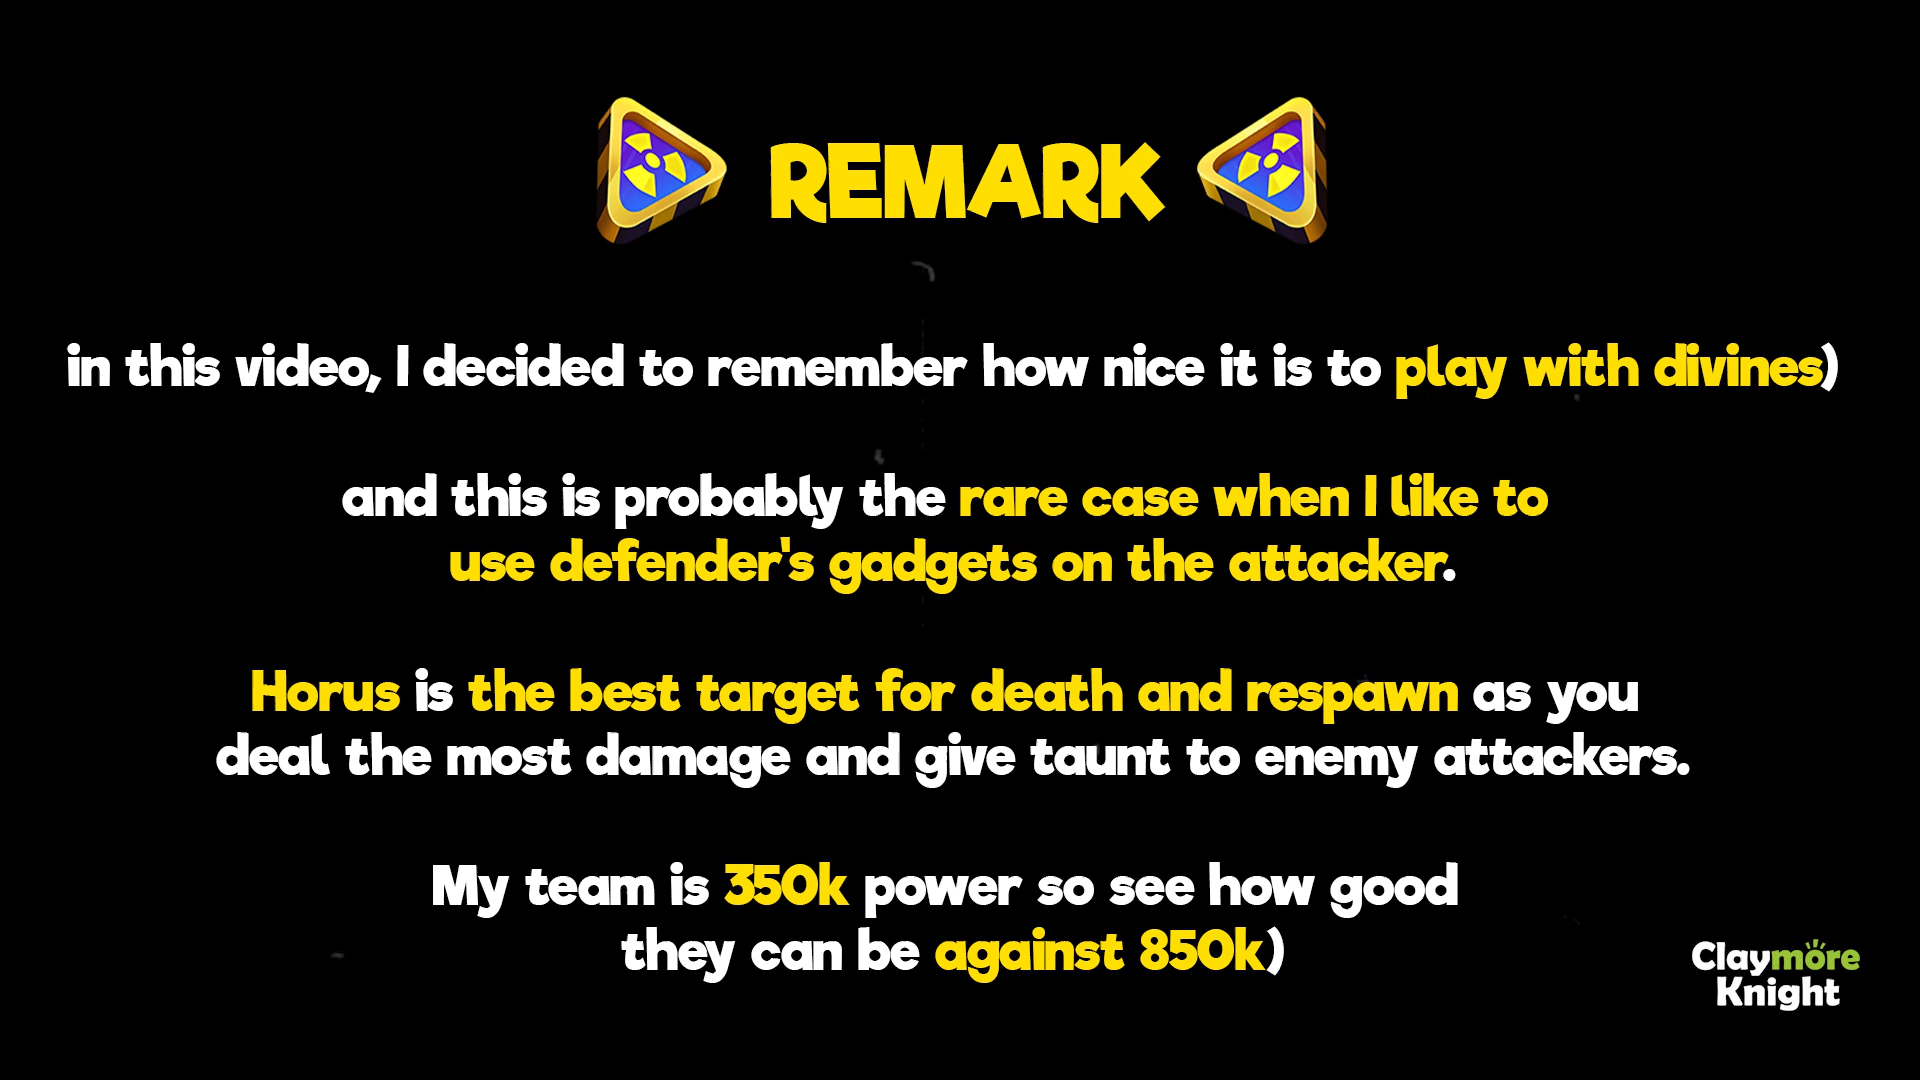 REMARK
in this video, I decided to remember how nice it is to play with divines)
and this is probably the rare case when I like to
use defender's gadgets on the attacker.
Horus is the best target for death and respawn as you
deal the most damage and give taunt to enemy attackers.
My team is 350k power so see how good
they can be against 850k)
Claymore
Knight